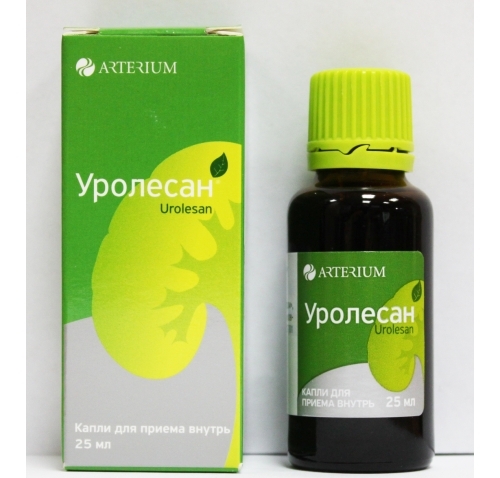 ARTERIUM
Уролесан
Urolesan
Капли для приема внутрь
25 мл
ARTERIUM
Уролесан
Urolesan
КАПЛИ ДЛЯ
ПРИЕМА ВНУТРЬ 25 мл